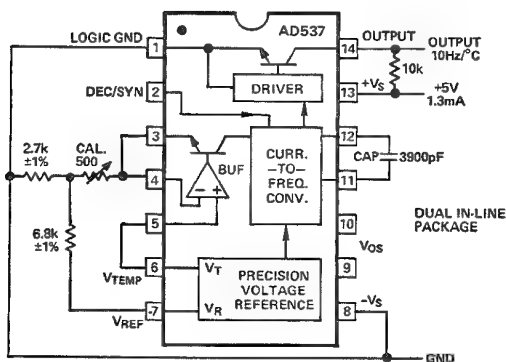 AD537
LOGIC GND
1
14
OUTPUT
OUTPUT
10Hz/°C
10k
DRIVER
DEC/SYN
2
13
+VS
+5V
1.3mA
3
12
2.7k
±1%
CAL.
500
BUF
CURR.
–TO–
FREQ.
CONV.
CAP
3900pF
4
11
– +
6.8k
±1%
5
10
DUAL IN-LINE
PACKAGE
VOS
VTEMP
6
VT
PRECISION
VOLTAGE
REFERENCE
9
VREF
7
VR
8
–VS
GND